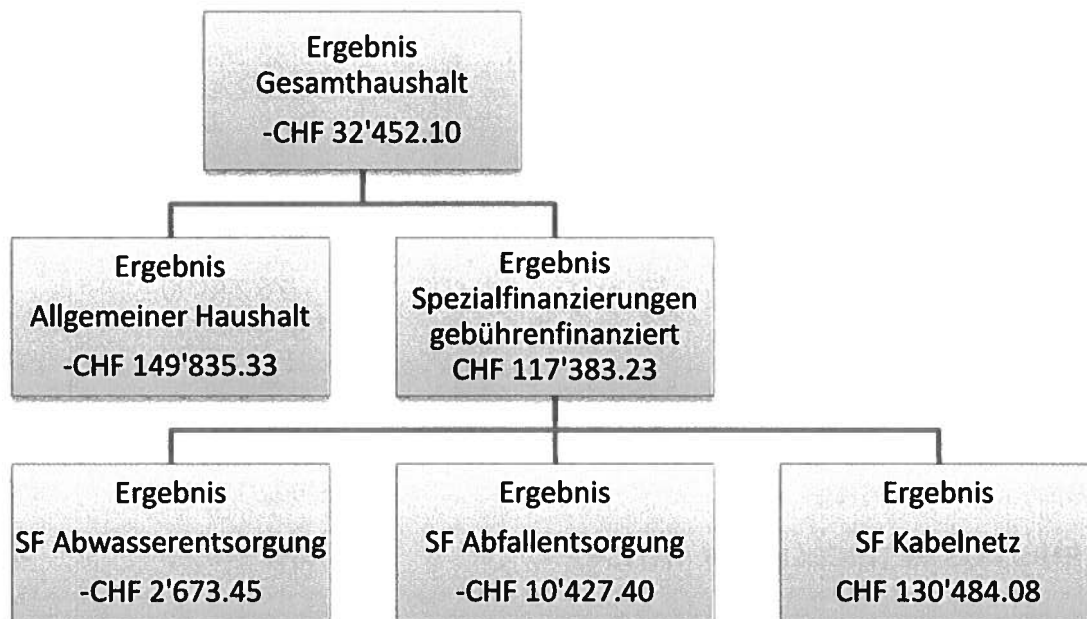 Ergebnis
Gesamthaushalt
-CHF 32'452.10
Ergebnis
Allgemeiner Haushalt
-CHF 149'835.33
Ergebnis
Spezialfinanzierungen
gebührenfinanziert
CHF 117'383.23
Ergebnis
SF Abwasserentsorgung
-CHF 2'673.45
Ergebnis
SF Abfallentsorgung
-CHF 10'427.40
Ergebnis
SF Kabelnetz
CHF 130'484.08